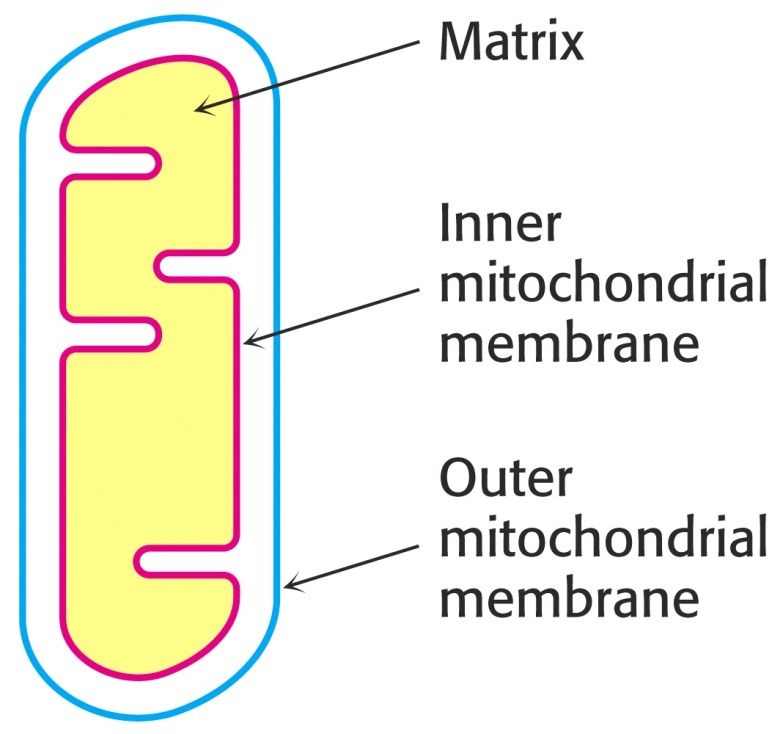 Matrix
Inner
mitochondrial
membrane
Outer
mitochondrial
membrane